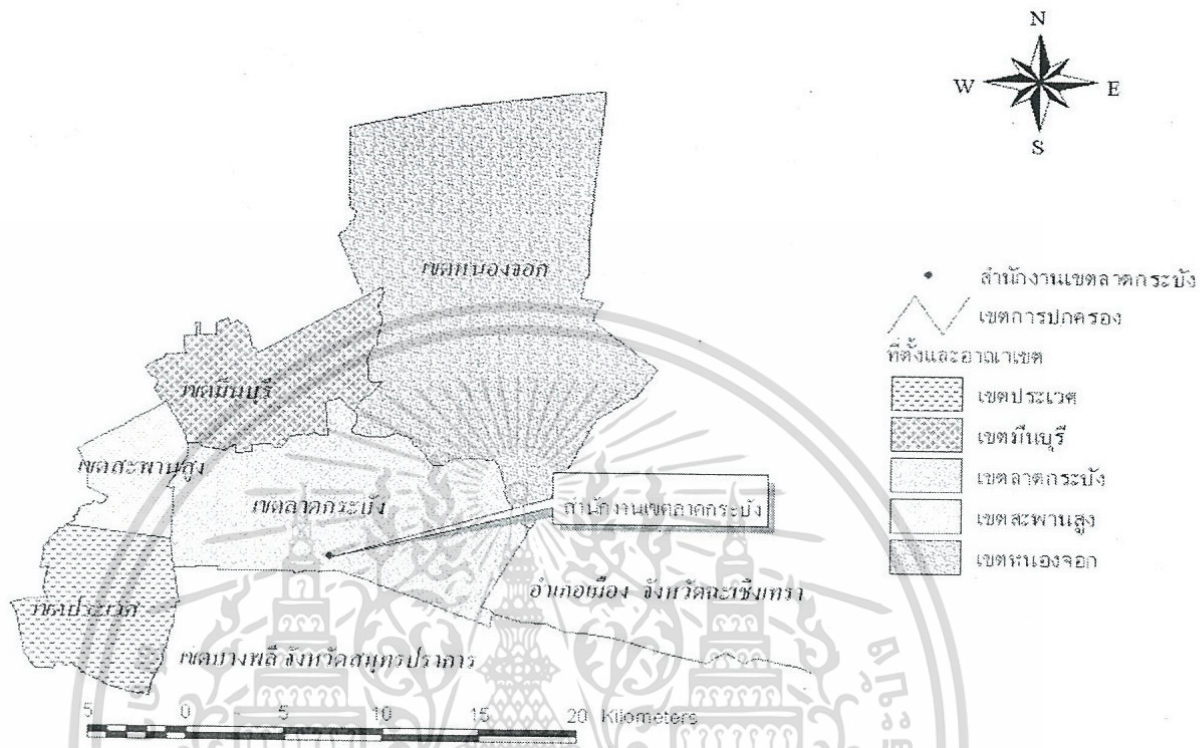 N
W E
S
เขตหนองจอก
เขตมีนบุรี
เขตสะพานสูง
เขตลาดกระบัง
สำนักงานเขตลาดกระบัง
เขตประเวศ
อำเภอเมือง จังหวัดฉะเชิงเทรา
เขตบางพลี จังหวัดสมุทรปราการ
5 0 5 10 15 20 Kilometers
สำนักงานเขตลาดกระบัง
เขตการปกครอง
ที่ตั้งและอาณาเขต
เขตประเวศ
เขตมีนบุรี
เขตลาดกระบัง
เขตสะพานสูง
เขตหนองจอก